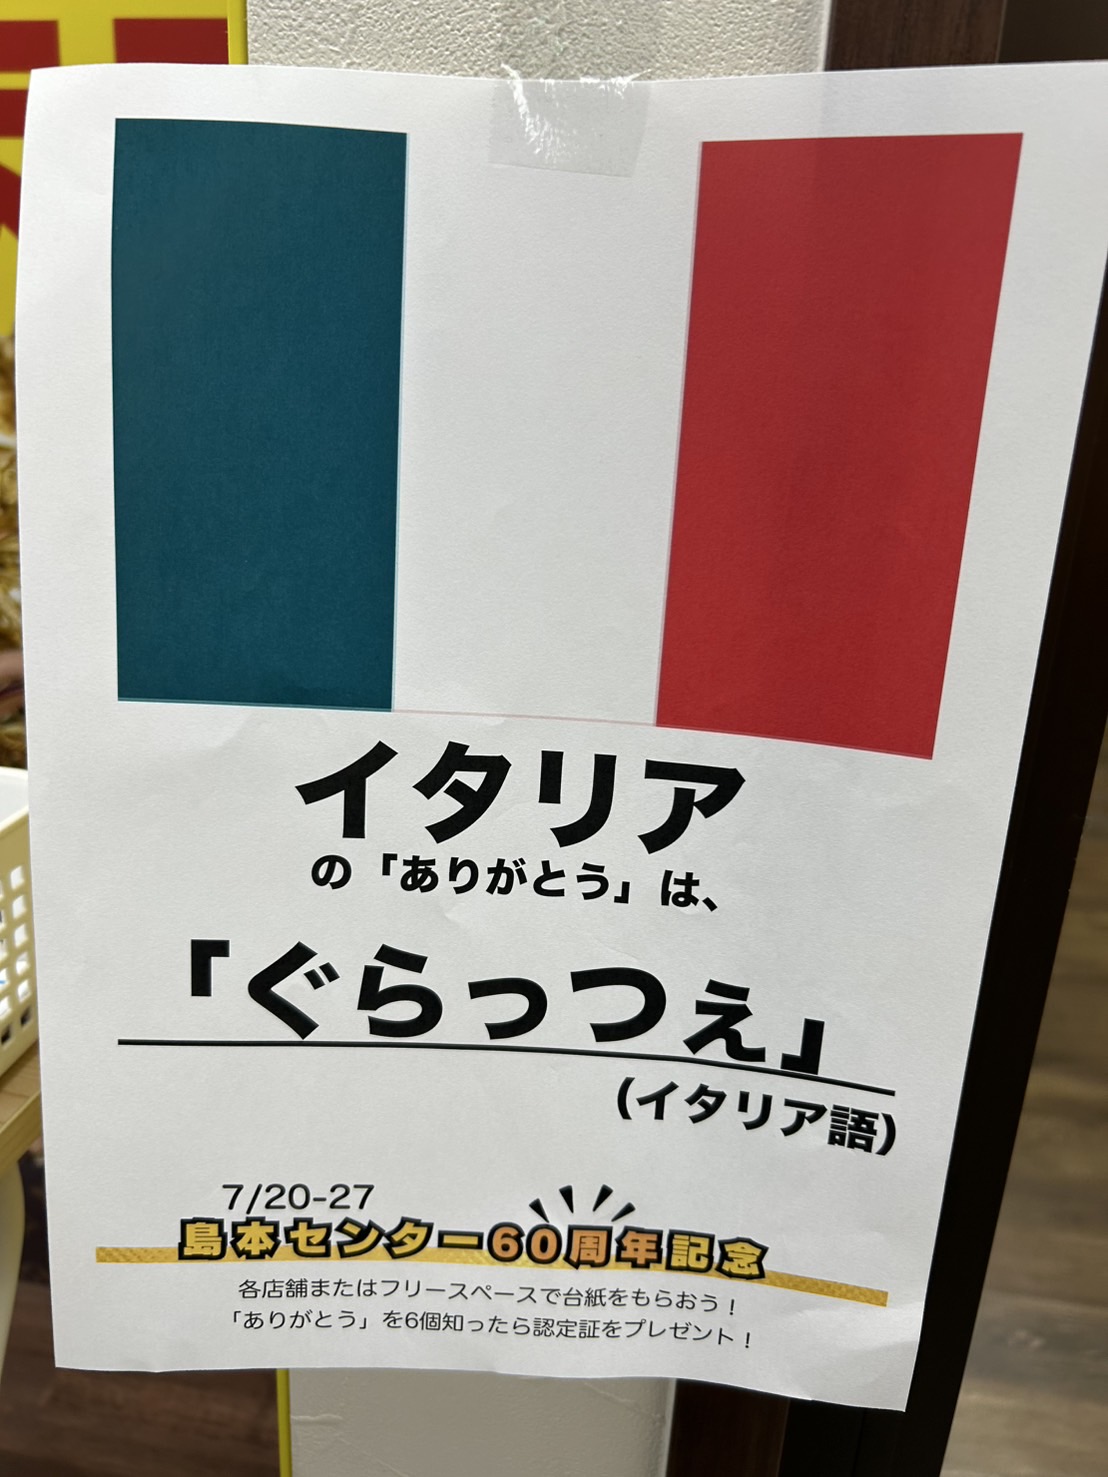 イタリア
の「ありがとう」は、
「ぐらっつぇ」
(イタリア語)
7/20-27
島本センター60周年記念
各店舗またはフリースペースで台紙をもらおう！
「ありがとう」を6個知ったら認定証をプレゼント！